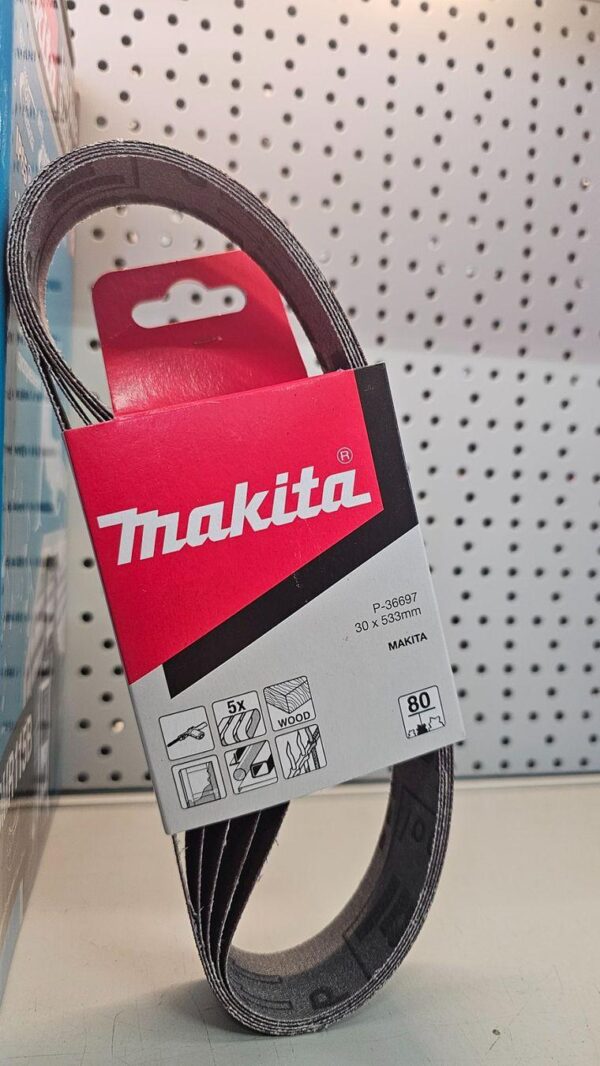 makita®
P-36697
30 x 533mm
MAKITA
5x
WOOD
80